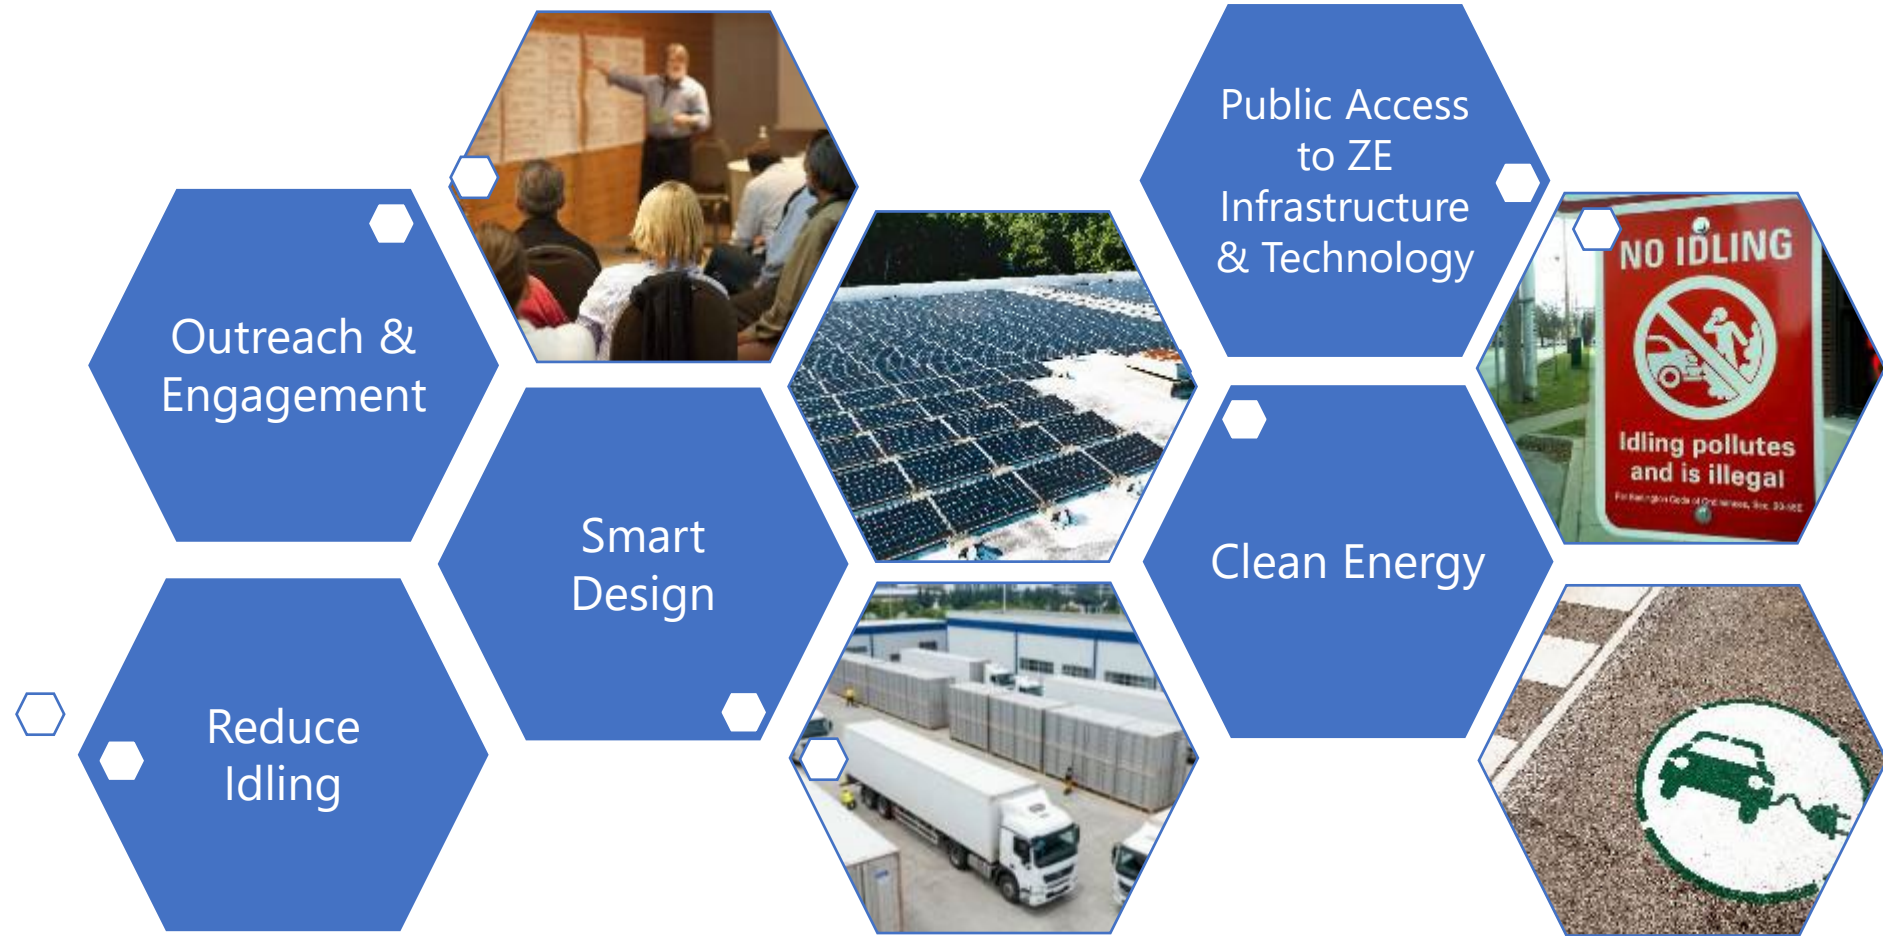 Outreach &
Engagement
Reduce
Idling
Smart
Design
Public Access
to ZE
Infrastructure
& Technology
Clean Energy
NO IDLING
Idling pollutes
and is illegal